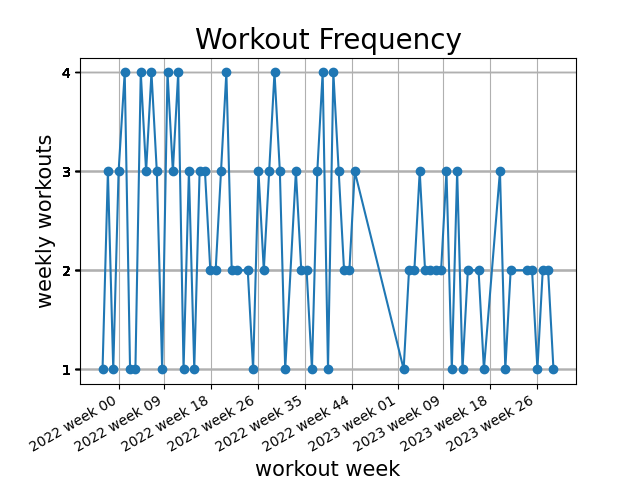 Workout Frequency
weekly workouts
4
3
2
1
2022 week 00
2022 week 09
2022 week 18
2022 week 26
2022 week 35
2022 week 44
2023 week 01
2023 week 09
2023 week 18
2023 week 26
workout week